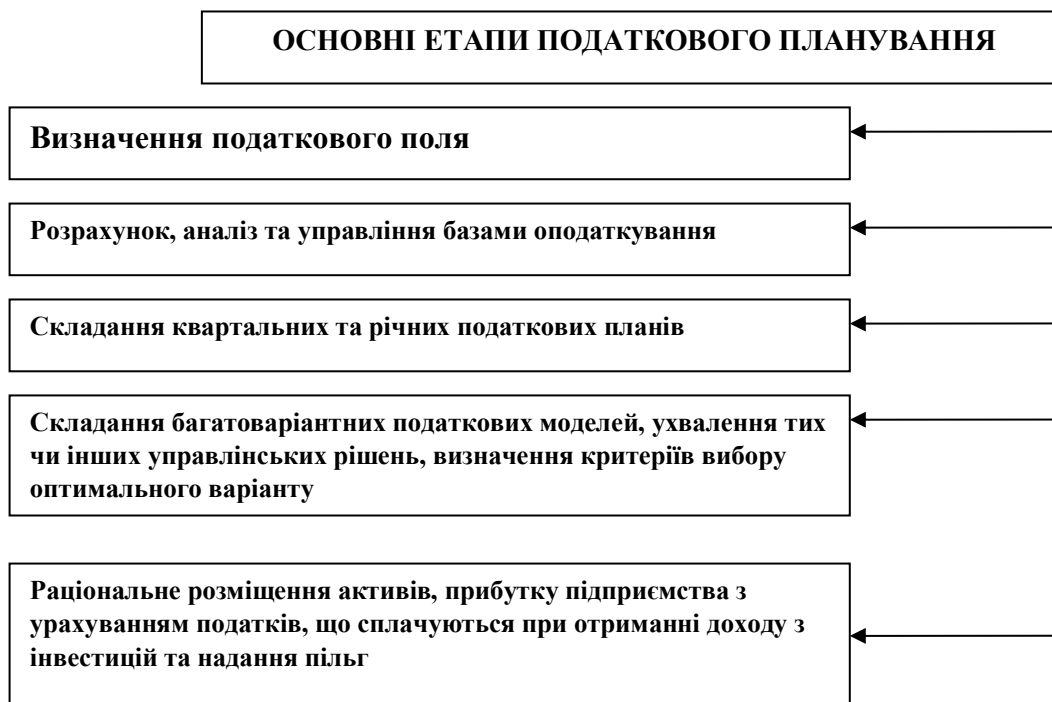 ОСНОВНІ ЕТАПИ ПОДАТКОВОГО ПЛАНУВАННЯ
Визначення податкового поля
Розрахунок, аналіз та управління базами оподаткування
Складання квартальних та річних податкових планів
Складання багатоваріантних податкових моделей, ухвалення тих
чи інших управлінських рішень, визначення критеріїв вибору
оптимального варіанту
Раціональне розміщення активів, прибутку підприємства з
урахуванням податків, що сплачуються при отриманні доходу з
інвестицій та надання пільг